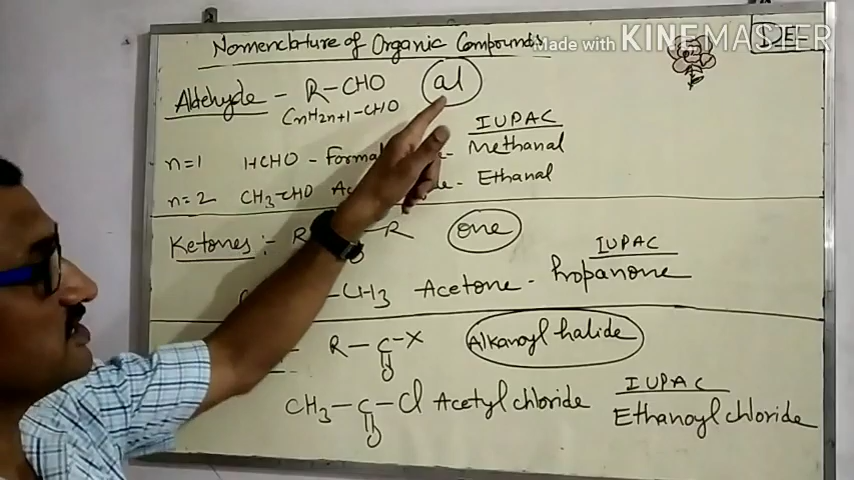 Nomenclature of Organic Compounds
Made with KINEMASTER
Aldehyde - R-CHO al
CnH2n+1-CHO
IUPAC
n=1 HCHO - Formal - Methanal
n=2 CH3-CHO - Ethanal
Ketones :- R - R one
IUPAC
-CH3 Acetone - Propanone
R-C-X Alkanoyl halide
O
IUPAC
CH3-C-Cl Acetyl chloride Ethanoyl chloride
O